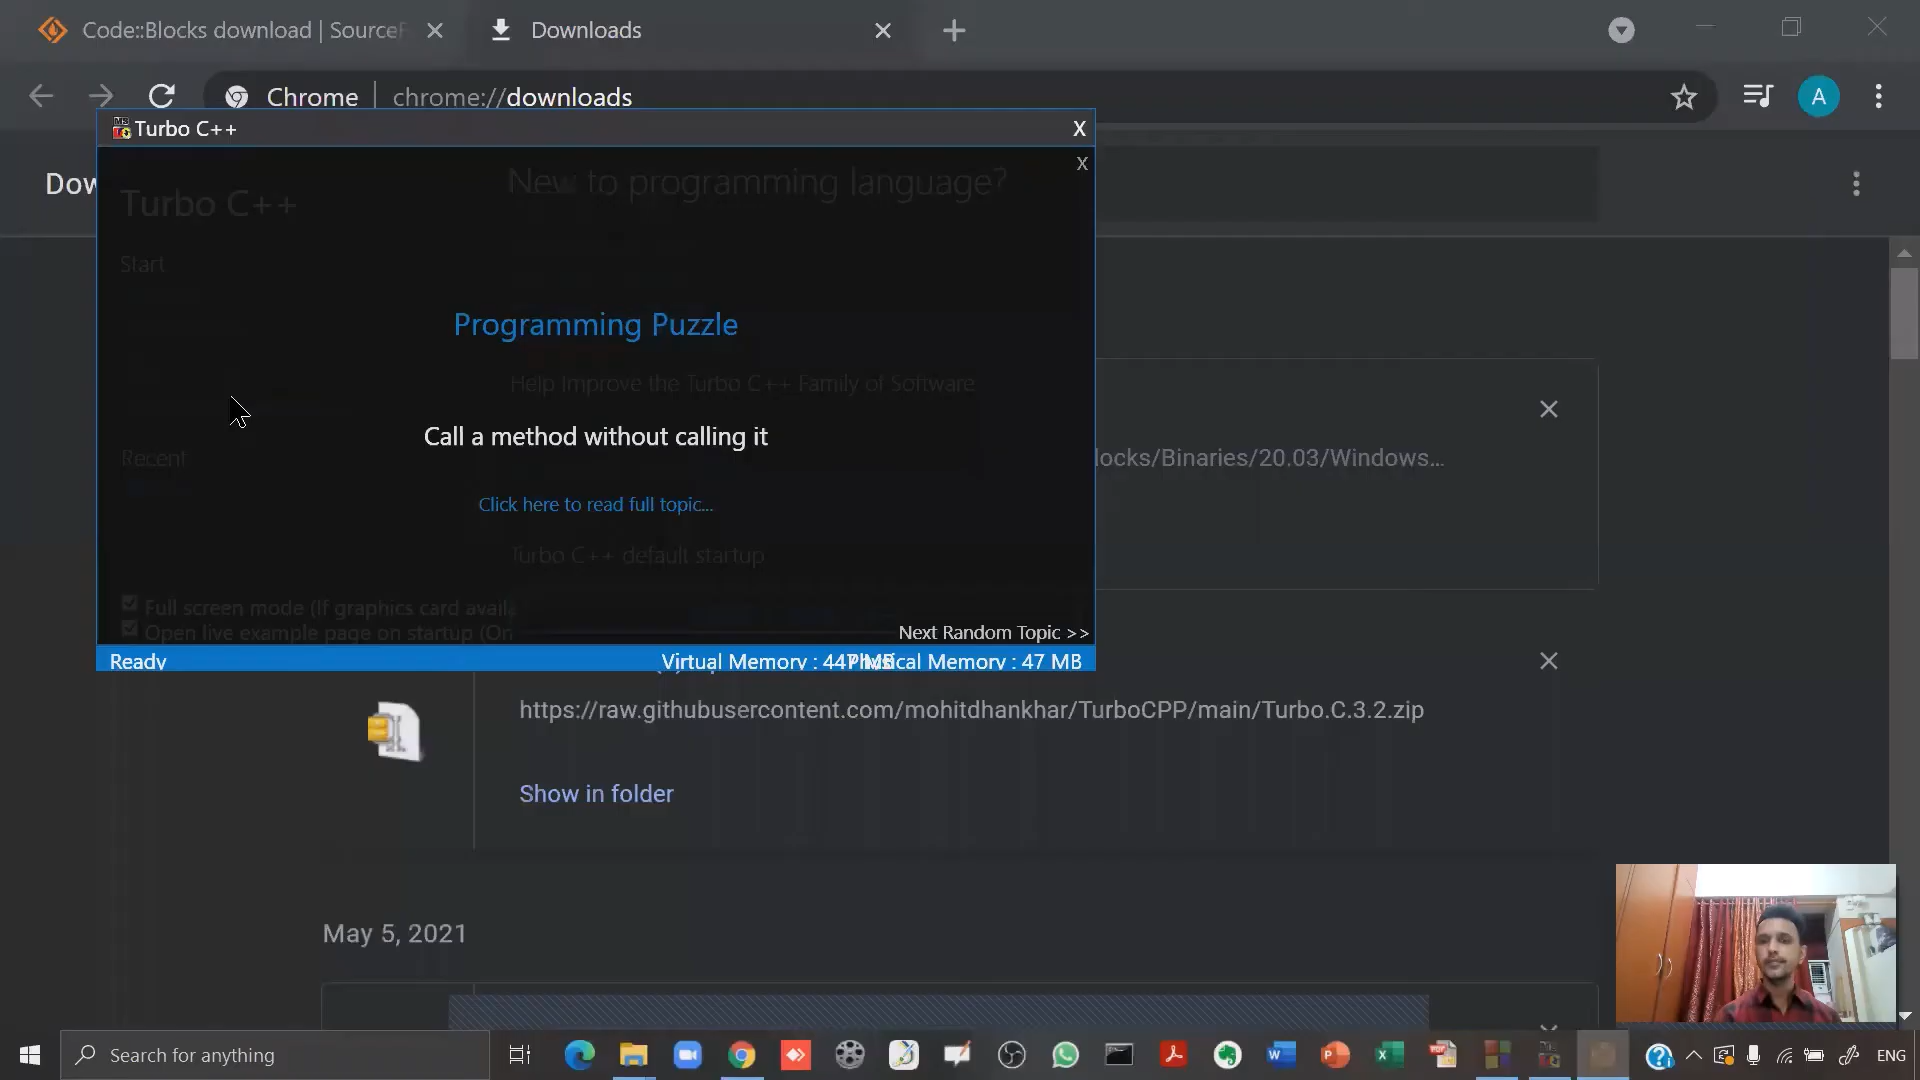 Code::Blocks download | Source
Downloads
Chrome | chrome://downloads
A
Turbo C++
X
X
Dow
New to programming language?
Turbo C++
Start
Programming Puzzle
Help Improve the Turbo C++ Family of Software
Call a method without calling it
Recent
locks/Binaries/20.03/Windows...
Click here to read full topic...
Turbo C++ default startup
Full screen mode (If graphics card avail
Open live example page on startup (On
Next Random Topic >>
Ready
Virtual Memory : 447 MB
Physical Memory : 47 MB
https://raw.githubusercontent.com/mohitdhankhar/TurboCPP/main/Turbo.C.3.2.zip
Show in folder
May 5, 2021
Search for anything
ENG